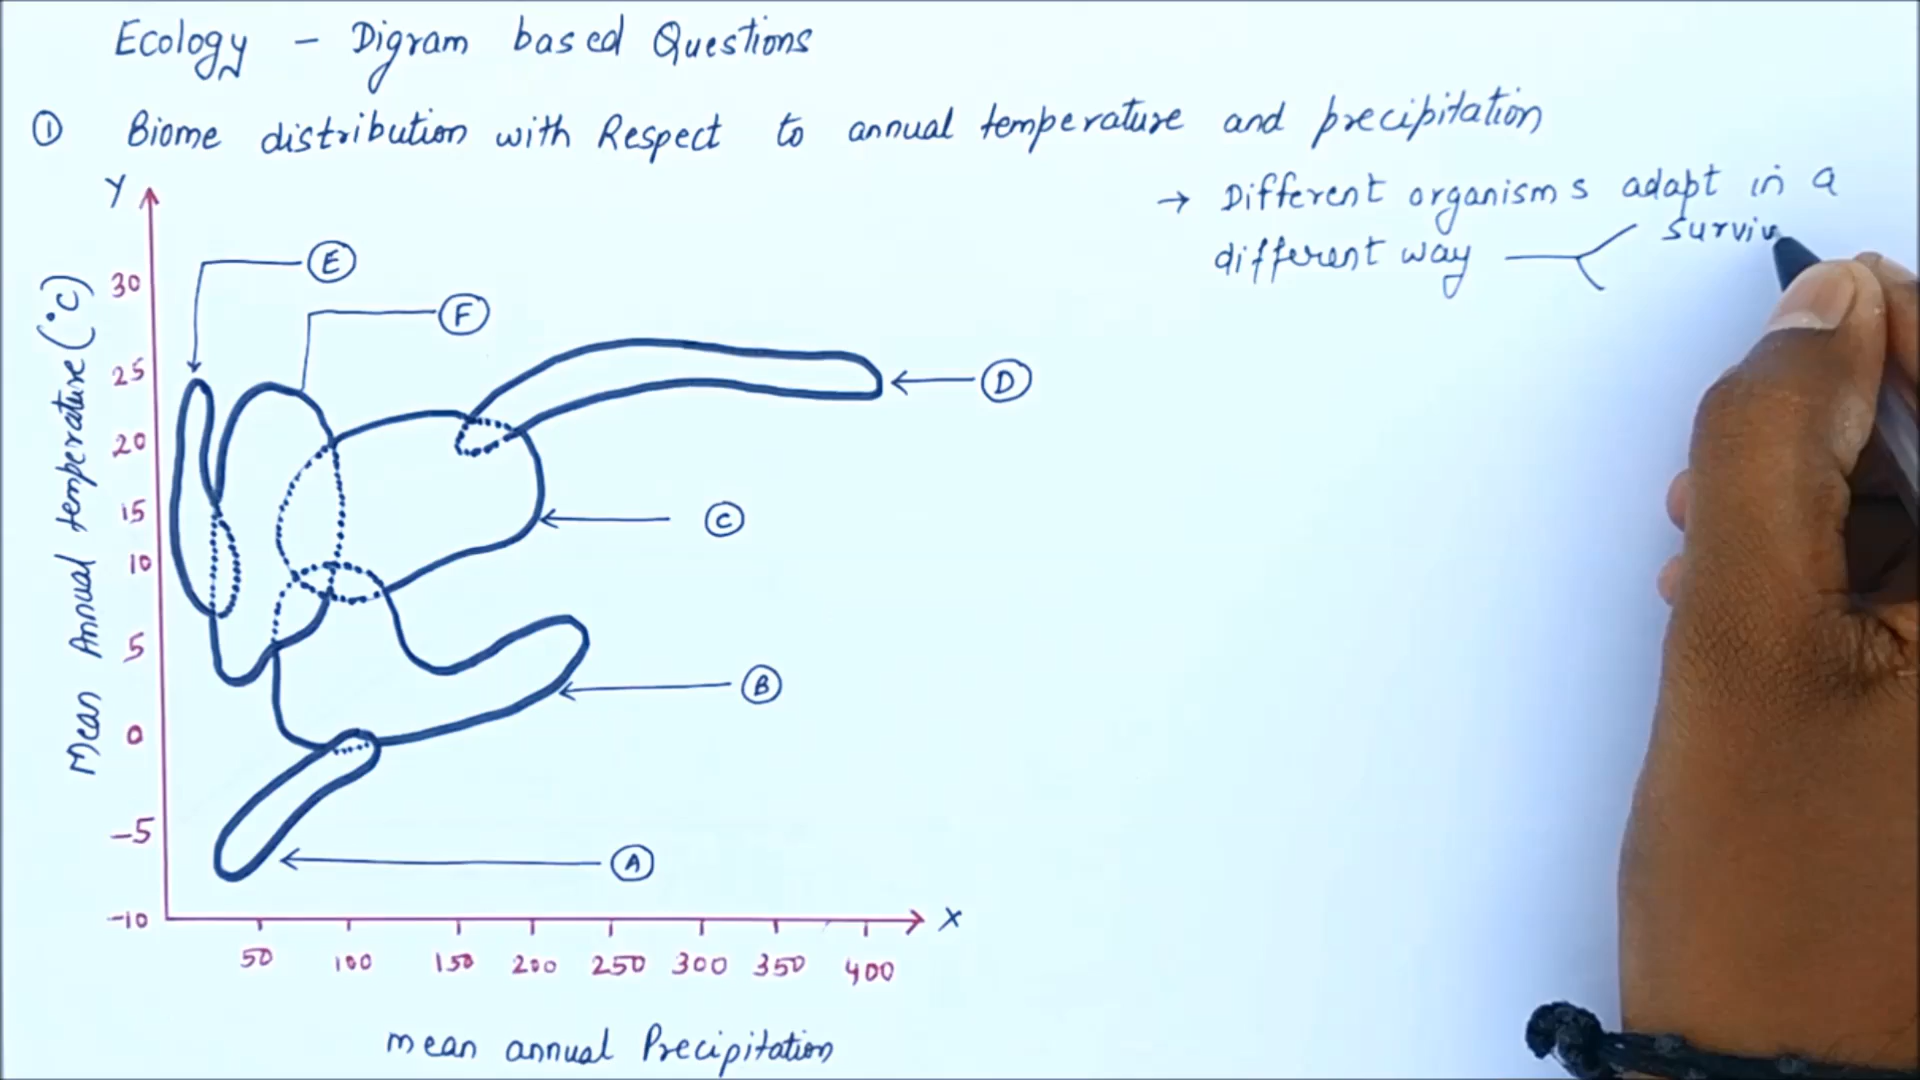 Ecology - Digram based Questions
① Biome distribution with Respect to annual temperature and precipitation
→ Different organisms adapt in a
different way
surviv
Y
Mean Annual temperature (°C)
30
25
20
15
10
5
0
-5
-10
E
F
D
C
B
A
X
50 100 150 200 250 300 350 400
mean annual Precipitation